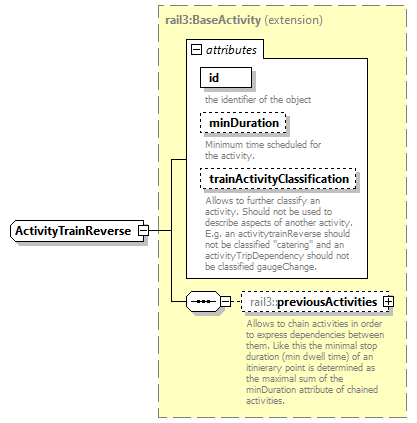 rail3:BaseActivity (extension)
attributes
id
the identifier of the object
minDuration
Minimum time scheduled for
the activity.
trainActivityClassification
Allows to further classify an
activity. Should not be used to
describe aspects of another activity.
E.g. an activitytrainReverse should
not be classified "catering" and an
activityTripDependency should not
be classified gaugeChange.
ActivityTrainReverse
rail3::previousActivities
Allows to chain activities in order
to express dependencies between
them. Like this the minimal stop
duration (min dwell time) of an
itinierary point is determined as
the maximal sum of the
minDuration attribute of chained
activities.